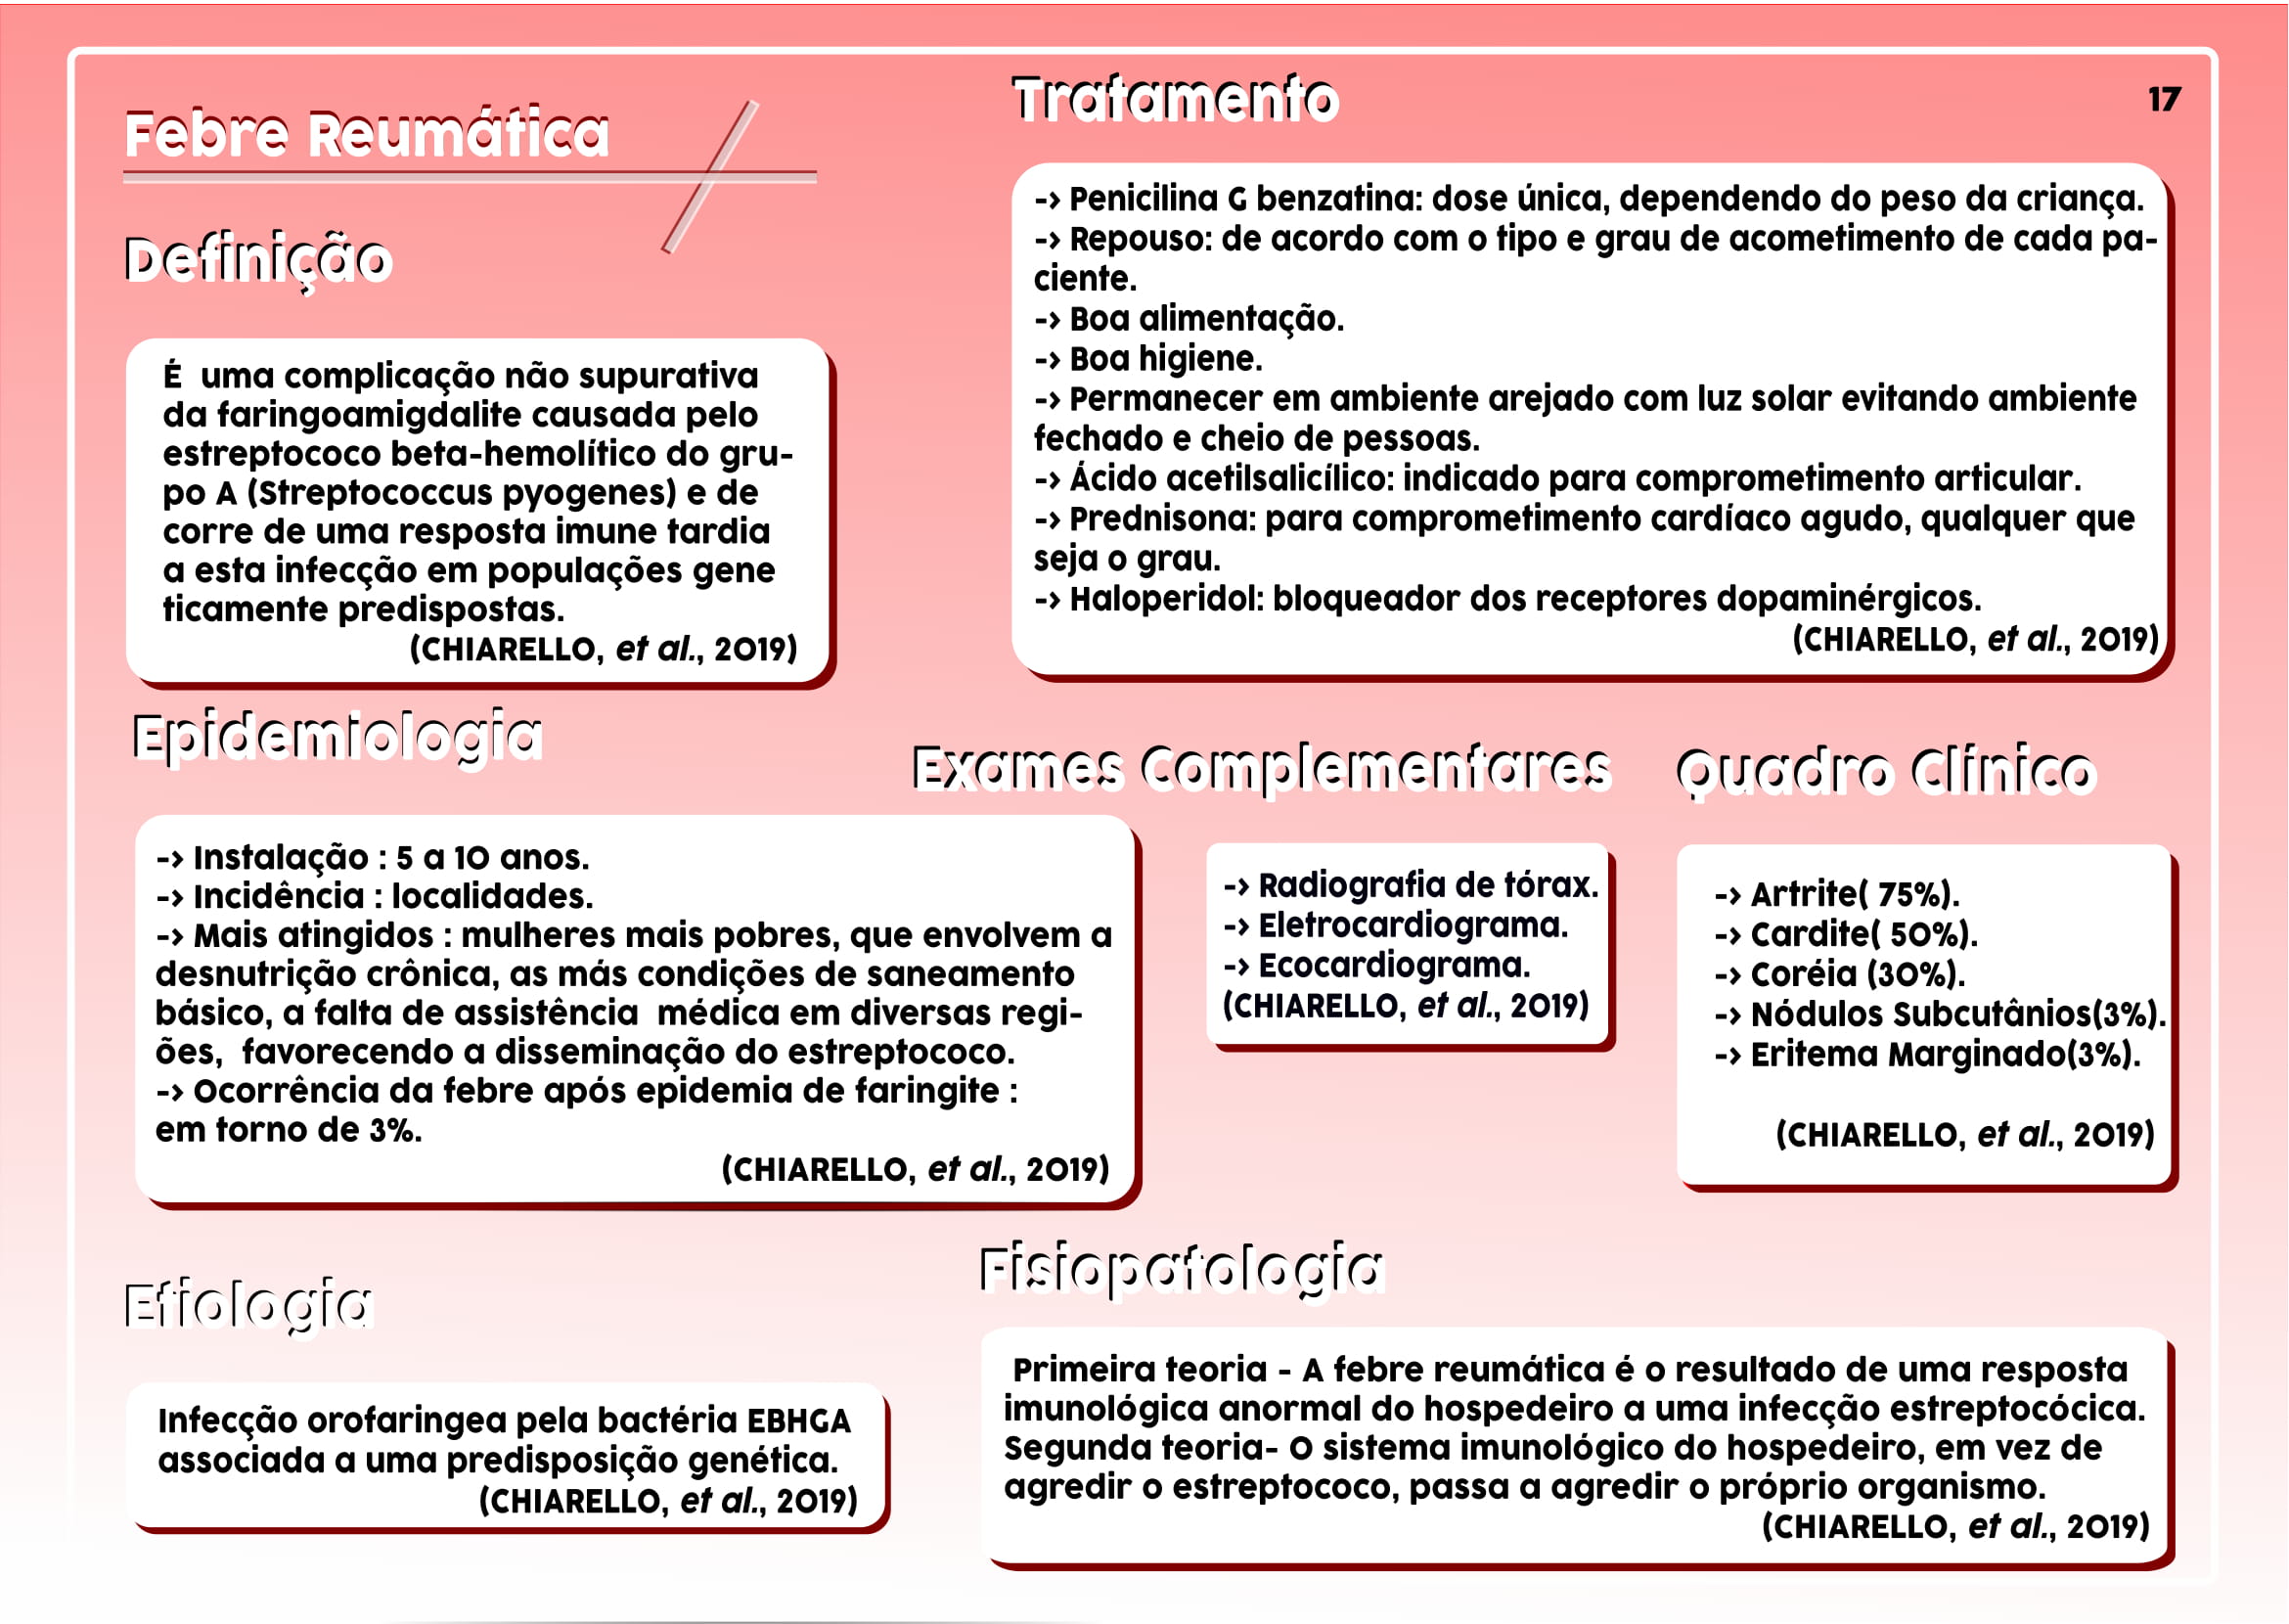 Febre Reumática
Definição
É  uma complicação não supurativa
da faringoamigdalite causada pelo
estreptococo beta-hemolítico do gru-
po A (Streptococcus pyogenes) e de
corre de uma resposta imune tardia
a esta infecção em populações gene
ticamente predispostas.
(CHIARELLO, et al., 2019)
Epidemiologia
-> Instalação : 5 a 10 anos.
-> Incidência : localidades.
-> Mais atingidos : mulheres mais pobres, que envolvem a
desnutrição crônica, as más condições de saneamento
básico, a falta de assistência  médica em diversas regi-
ões,  favorecendo a disseminação do estreptococo.
-> Ocorrência da febre após epidemia de faringite :
em torno de 3%.
(CHIARELLO, et al., 2019)
Etiologia
Infecção orofaringea pela bactéria EBHGA
associada a uma predisposição genética.
(CHIARELLO, et al., 2019)
Tratamento
17
-> Penicilina G benzatina: dose única, dependendo do peso da criança.
-> Repouso: de acordo com o tipo e grau de acometimento de cada pa-
ciente.
-> Boa alimentação.
-> Boa higiene.
-> Permanecer em ambiente arejado com luz solar evitando ambiente
fechado e cheio de pessoas.
-> Ácido acetilsalicílico: indicado para comprometimento articular.
-> Prednisona: para comprometimento cardíaco agudo, qualquer que
seja o grau.
-> Haloperidol: bloqueador dos receptores dopaminérgicos.
(CHIARELLO, et al., 2019)
Exames Complementares
-> Radiografia de tórax.
-> Eletrocardiograma.
-> Ecocardiograma.
(CHIARELLO, et al., 2019)
Quadro Clínico
-> Artrite( 75%).
-> Cardite( 50%).
-> Coréia (30%).
-> Nódulos Subcutânios(3%).
-> Eritema Marginado(3%).
(CHIARELLO, et al., 2019)
Fisiopatologia
Primeira teoria - A febre reumática é o resultado de uma resposta
imunológica anormal do hospedeiro a uma infecção estreptocócica.
Segunda teoria- O sistema imunológico do hospedeiro, em vez de
agredir o estreptococo, passa a agredir o próprio organismo.
(CHIARELLO, et al., 2019)